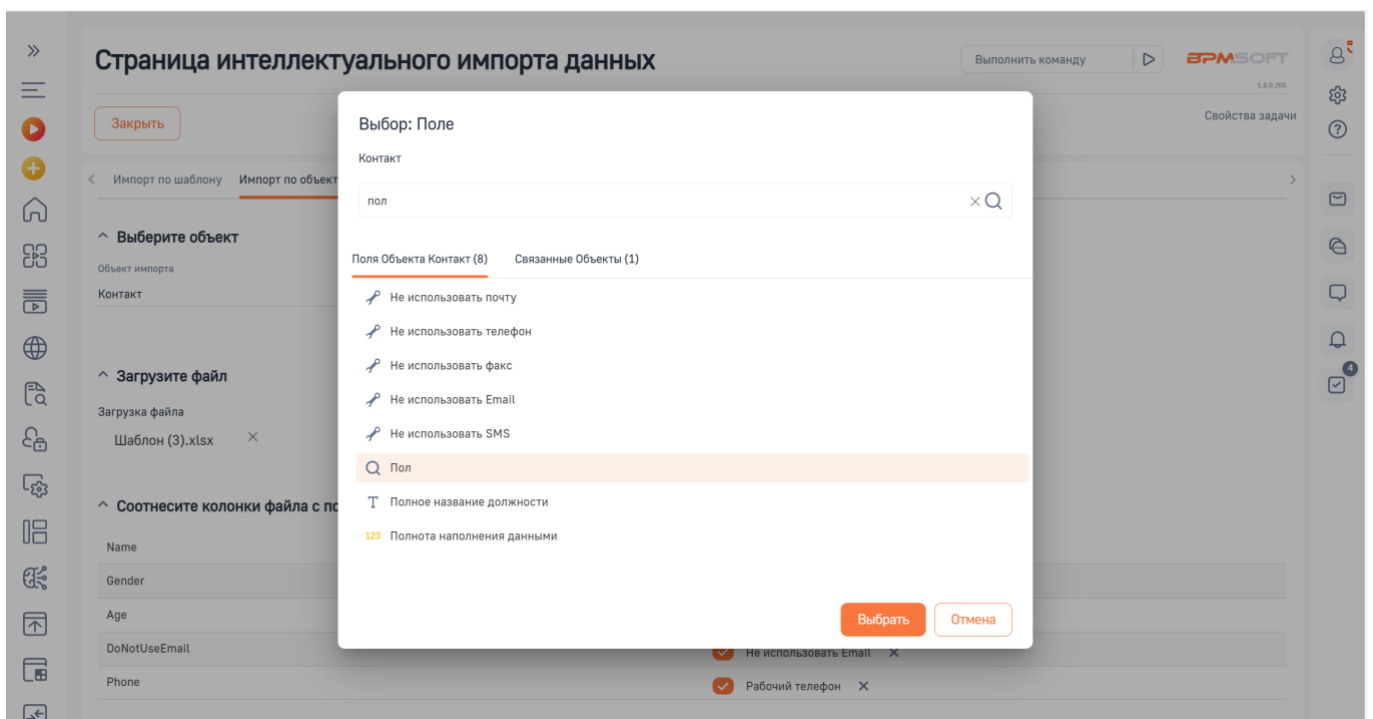 Страница интеллектуального импорта данных
Выполнить команду
BPMSOFT
1.6.0.200
Закрыть
Свойства задачи
Импорт по шаблону
Импорт по объект
Выберите объект
Объект импорта
Контакт
Загрузите файл
Загрузка файла
Шаблон (3).xlsx
Соотнесите колонки файла с по
Name
Gender
Age
DoNotUseEmail
Не использовать Email
Phone
Рабочий телефон
4
Выбор: Поле
Контакт
пол
Поля Объекта Контакт (8)
Связанные Объекты (1)
Не использовать почту
Не использовать телефон
Не использовать факс
Не использовать Email
Не использовать SMS
Пол
T Полное название должности
123 Полнота наполнения данными
Выбрать
Отмена